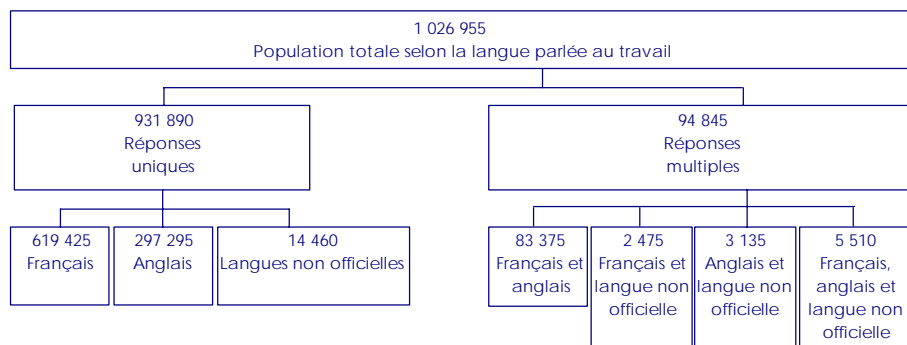 1 026 955
Population totale selon la langue parlée au travail
931 890
Réponses
uniques
94 845
Réponses
multiples
619 425
Français
297 295
Anglais
14 460
Langues non officielles
83 375
Français et
anglais
2 475
Français et
langue non
officielle
3 135
Anglais et
langue non
officielle
5 510
Français,
anglais et
langue non
officielle